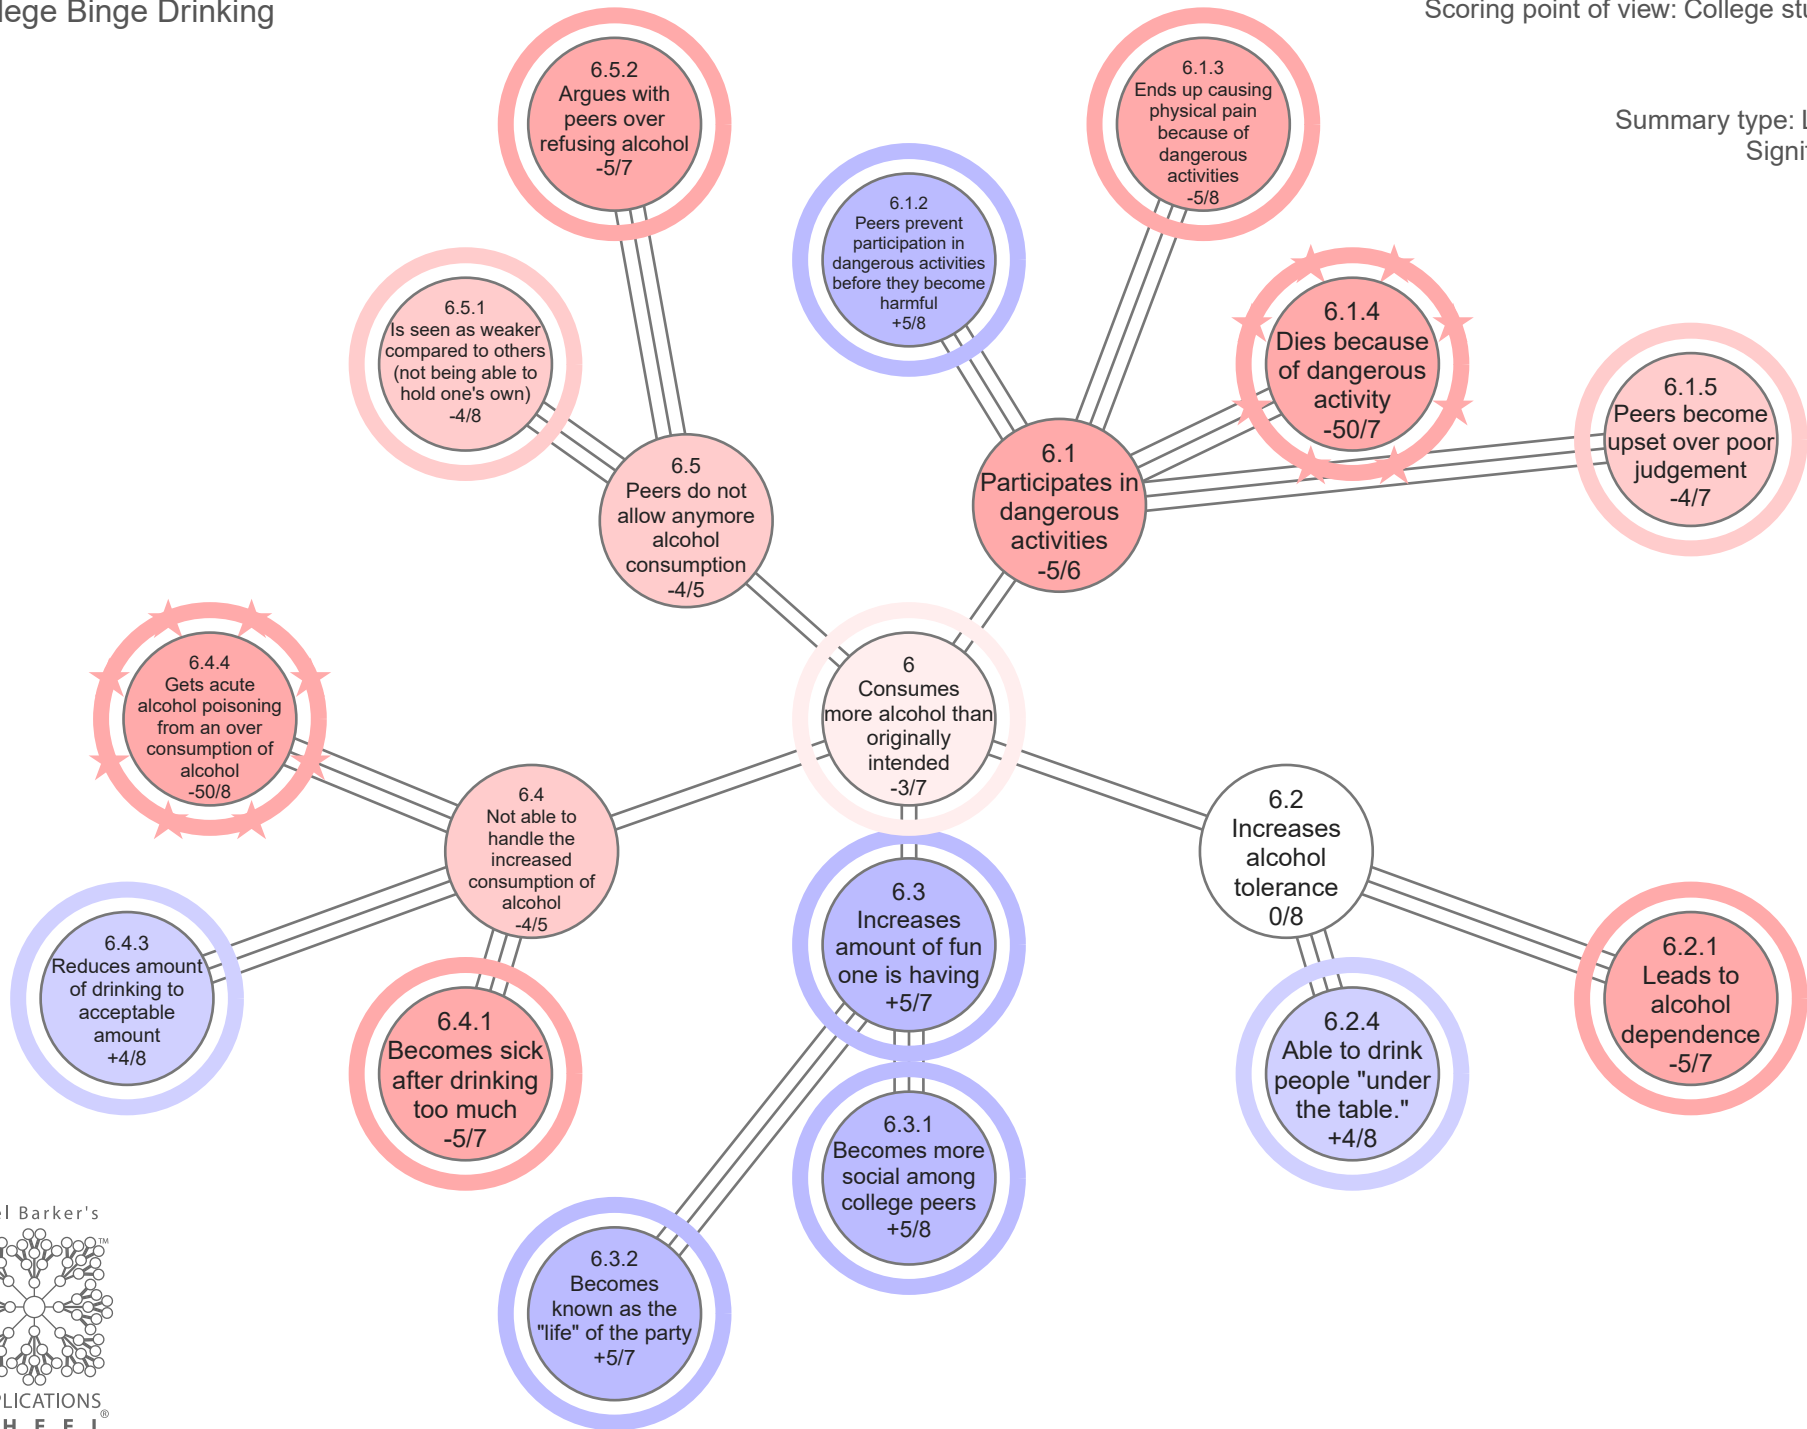 lege Binge Drinking
Scoring point of view: College stu
Summary type: L
Signif
6.5.2
Argues with
peers over
refusing alcohol
-5/7
6.1.3
Ends up causing
physical pain
because of
dangerous
activities
-5/8
6.1.2
Peers prevent
participation in
dangerous activities
before they become
harmful
+5/8
6.5.1
Is seen as weaker
compared to others
(not being able to
hold one's own)
-4/8
6.1.4
Dies because
of dangerous
activity
-50/7
6.1.5
Peers become
upset over poor
judgement
-4/7
6.5
Peers do not
allow anymore
alcohol
consumption
-4/5
6.1
Participates in
dangerous
activities
-5/6
6.4.4
Gets acute
alcohol poisoning
from an over
consumption of
alcohol
-50/8
6
Consumes
more alcohol than
originally
intended
-3/7
6.4
Not able to
handle the
increased
consumption of
alcohol
-4/5
6.2
Increases
alcohol
tolerance
0/8
6.3
Increases
amount of fun
one is having
+5/7
6.4.3
Reduces amount
of drinking to
acceptable
amount
+4/8
6.4.1
Becomes sick
after drinking
too much
-5/7
6.2.4
Able to drink
people "under
the table."
+4/8
6.2.1
Leads to
alcohol
dependence
-5/7
6.3.1
Becomes more
social among
college peers
+5/8
6.3.2
Becomes
known as the
"life" of the party
+5/7
el Barker's
TM
PLICATIONS
HEEL®